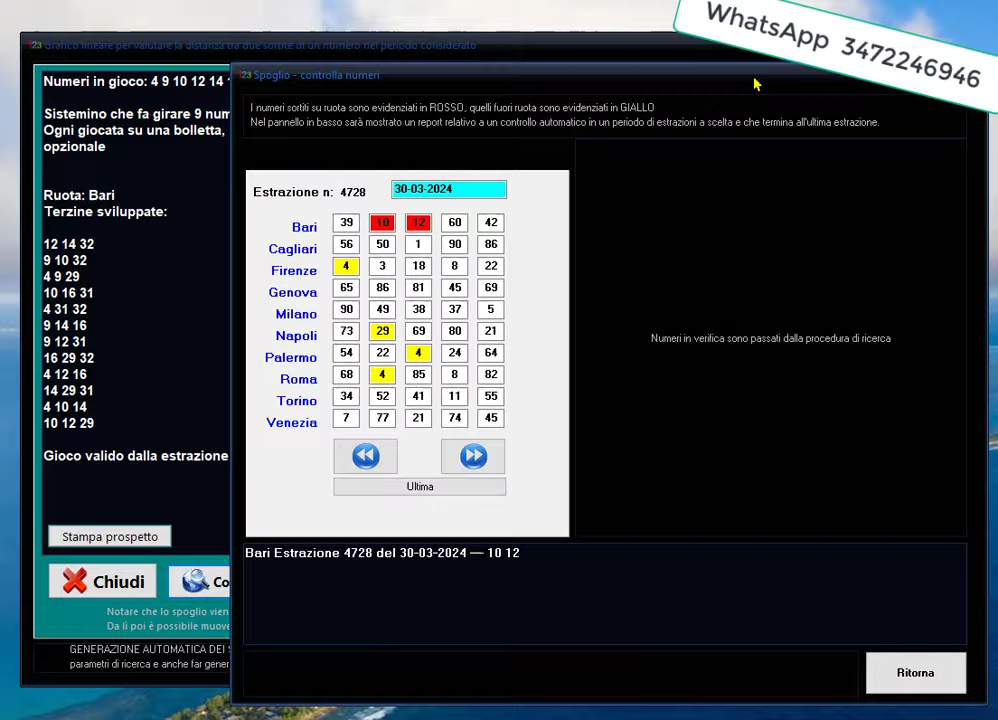 WhatsApp 3472246946
123 Grafico lineare per valutare la distanza tra due sortite di un numero nel periodo considerato
Numeri in gioco: 4 9 10 12 14
Sistemino che fa girare 9 num
Ogni giocata su una bolletta,
opzionale
Ruota: Bari
Terzine sviluppate:
12 14 32
9 10 32
4 9 29
10 16 31
4 31 32
9 14 16
9 12 31
16 29 32
4 12 16
14 29 31
4 10 14
10 12 29
Gioco valido dalla estrazione
Stampa prospetto
Chiudi
Co
Notare che lo spoglio vien
Da lì poi è possibile muove
GENERAZIONE AUTOMATICA DEI
parametri di ricerca e anche far gener
123 Spoglio - controlla numeri
I numeri sortiti su ruota sono evidenziati in ROSSO, quelli fuori ruota sono evidenziati in GIALLO
Nel pannello in basso sarà mostrato un report relativo a un controllo automatico in un periodo di estrazioni a scelta e che termina all'ultima estrazione.
Estrazione n: 4728 30-03-2024
Bari 39 10 12 60 42
Cagliari 56 50 1 90 86
Firenze 4 3 18 8 22
Genova 65 86 81 45 69
Milano 90 49 38 37 5
Napoli 73 29 69 80 21
Palermo 54 22 4 24 64
Roma 68 4 85 8 82
Torino 34 52 41 11 55
Venezia 7 77 21 74 45
Ultima
Numeri in verifica sono passati dalla procedura di ricerca
Bari Estrazione 4728 del 30-03-2024 — 10 12
Ritorna